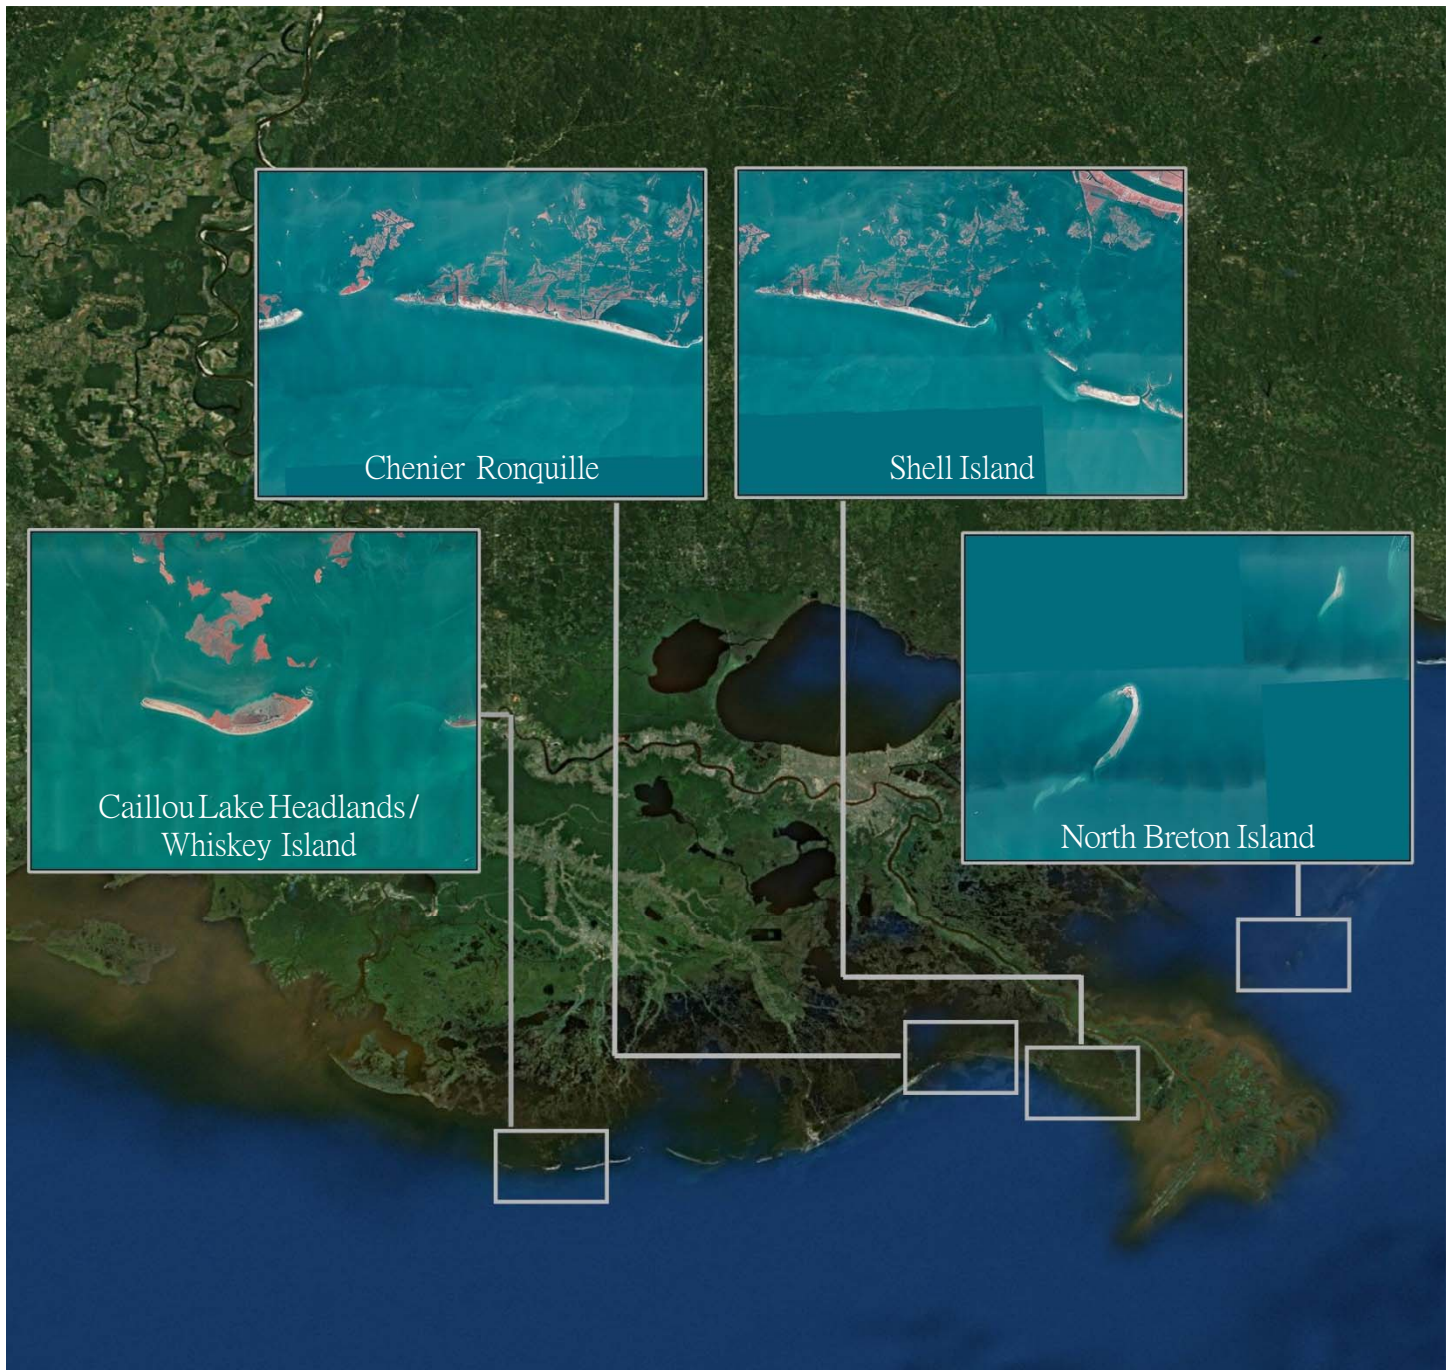 Chenier Ronquille
Shell Island
Caillou Lake Headlands /
Whiskey Island
North Breton Island